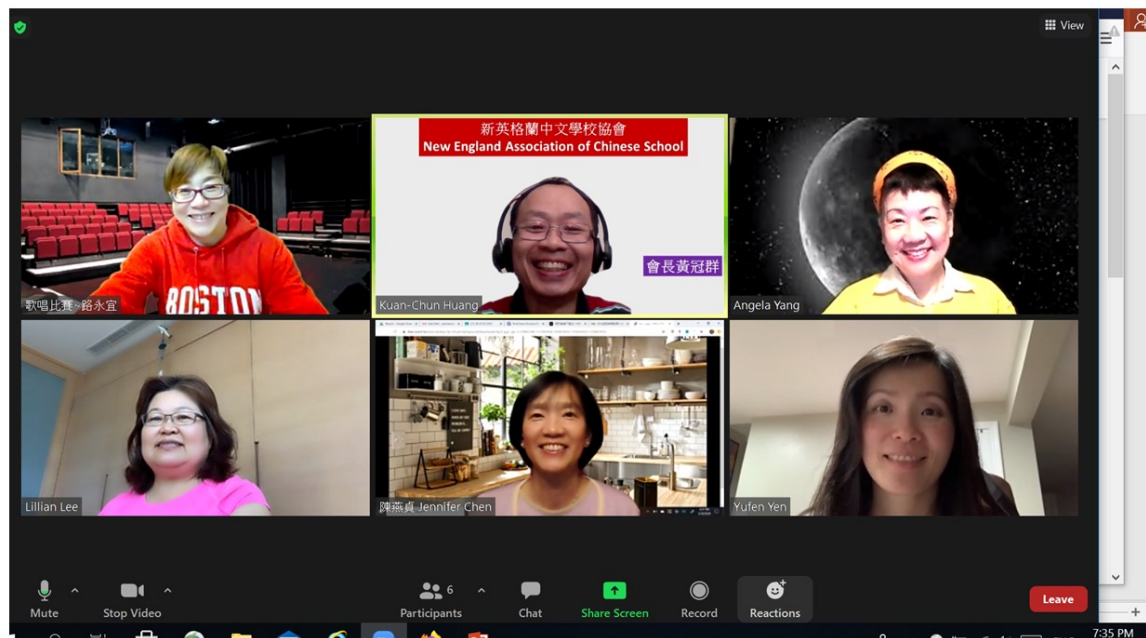 View
新英格蘭中文學校協會
New England Association of Chinese School
BOSTON
會長黃冠群
歌唱比賽~路永宜
Kuan-Chun Huang
Angela Yang
Lillian Lee
陳燕貞 Jennifer Chen
Yufen Yen
6
Mute
Stop Video
Participants
Chat
Share Screen
Record
Reactions
Leave
7:35 PM